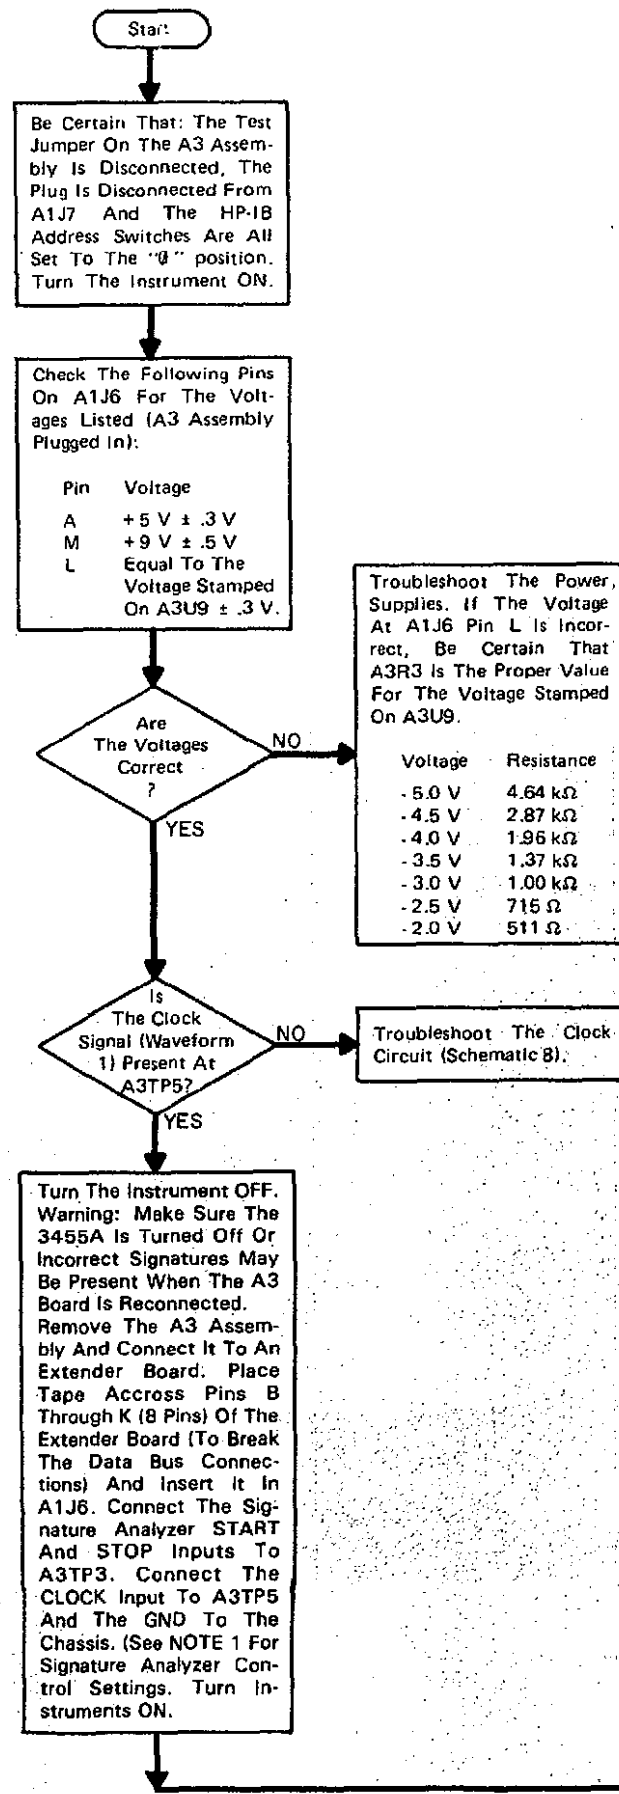 Start
Be Certain That: The Test
Jumper On The A3 Assem-
bly Is Disconnected, The
Plug Is Disconnected From
A1J7 And The HP-IB
Address Switches Are All
Set To The "0" position.
Turn The Instrument ON.
Check The Following Pins
On A1J6 For The Volt-
ages Listed (A3 Assembly
Plugged In):
Pin Voltage
A +5 V ± .3 V
M +9 V ± .5 V
L Equal To The
Voltage Stamped
On A3U9 ± .3 V.
Are
The Voltages
Correct
?
NO
YES
Troubleshoot The Power
Supplies. If The Voltage
At A1J6 Pin L Is Incor-
rect, Be Certain That
A3R3 Is The Proper Value
For The Voltage Stamped
On A3U9.
Voltage Resistance
- 5.0 V 4.64 kΩ
- 4.5 V 2.87 kΩ
- 4.0 V 1.96 kΩ
- 3.5 V 1.37 kΩ
- 3.0 V 1.00 kΩ
- 2.5 V 715 Ω
- 2.0 V 511 Ω
Is
The Clock
Signal (Waveform
1) Present At
A3TP5?
NO
YES
Troubleshoot The Clock
Circuit (Schematic 8).
Turn The Instrument OFF.
Warning: Make Sure The
3455A Is Turned Off Or
Incorrect Signatures May
Be Present When The A3
Board Is Reconnected.
Remove The A3 Assem-
bly And Connect It To An
Extender Board. Place
Tape Accross Pins B
Through K (8 Pins) Of The
Extender Board (To Break
The Data Bus Connec-
tions) And Insert It In
A1J6. Connect The Sig-
nature Analyzer START
And STOP Inputs To
A3TP3. Connect The
CLOCK Input To A3TP5
And The GND To The
Chassis. (See NOTE 1 For
Signature Analyzer Con-
trol Settings. Turn In-
struments ON.